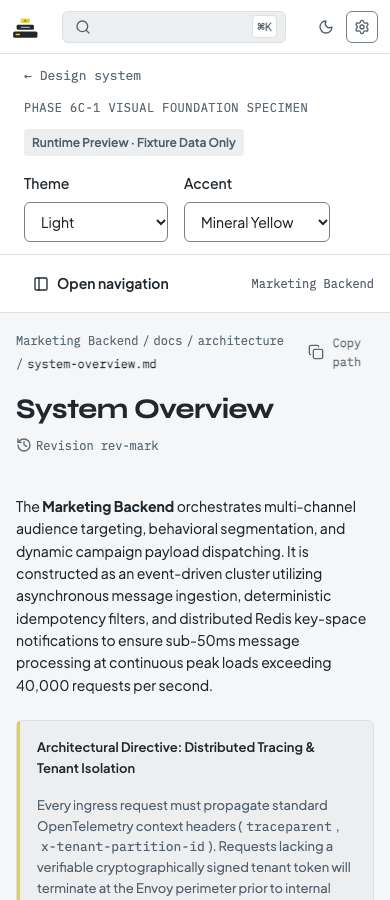 ⌘K
← Design system
PHASE 6C-1 VISUAL FOUNDATION SPECIMEN
Runtime Preview · Fixture Data Only
Theme Accent
Light Mineral Yellow
Open navigation Marketing Backend
Marketing Backend / docs / architecture
/ system-overview.md
Copy
path
System Overview
Revision rev-mark
The Marketing Backend orchestrates multi-channel
audience targeting, behavioral segmentation, and
dynamic campaign payload dispatching. It is
constructed as an event-driven cluster utilizing
asynchronous message ingestion, deterministic
idempotency filters, and distributed Redis key-space
notifications to ensure sub-50ms message
processing at continuous peak loads exceeding
40,000 requests per second.
Architectural Directive: Distributed Tracing &
Tenant Isolation
Every ingress request must propagate standard
OpenTelemetry context headers ( traceparent ,
x-tenant-partition-id ). Requests lacking a
verifiable cryptographically signed tenant token will
terminate at the Envoy perimeter prior to internal